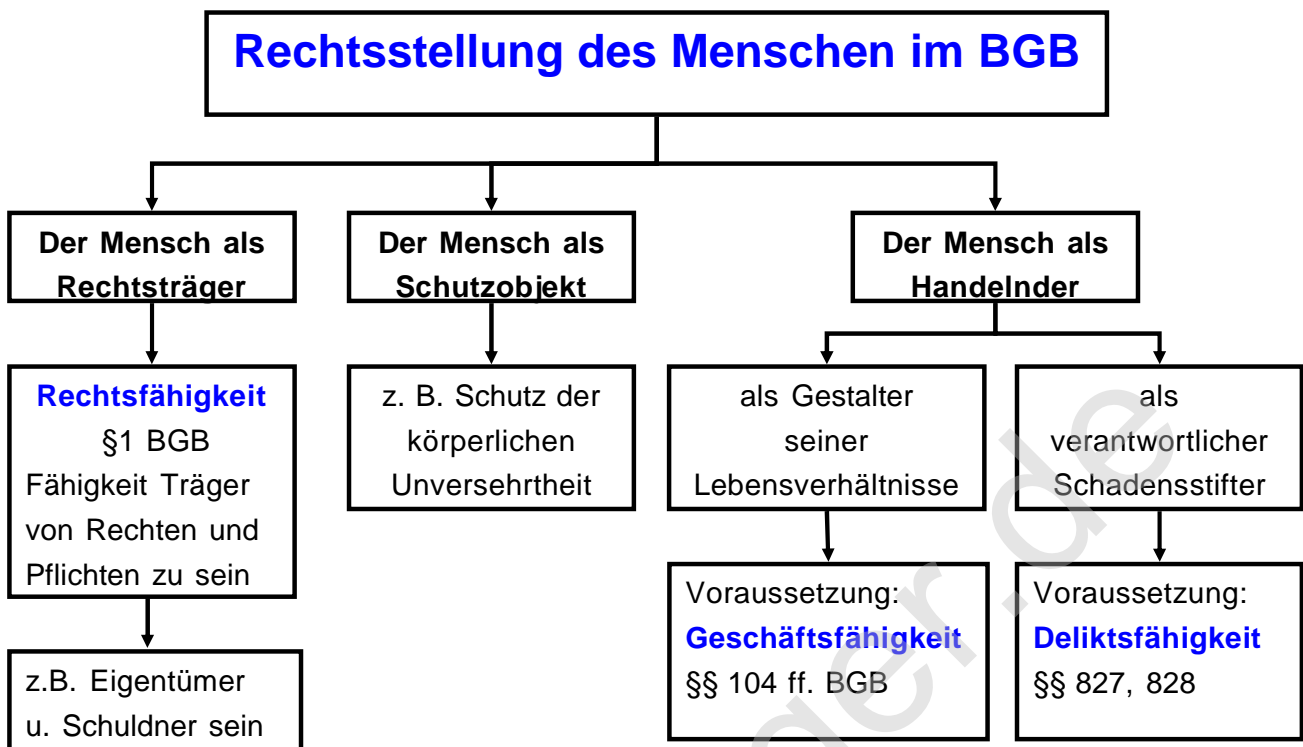 Rechtsstellung des Menschen im BGB
Der Mensch als
Rechtsträger
Der Mensch als
Schutzobjekt
Der Mensch als
Handelnder
Rechtsfähigkeit
§1 BGB
Fähigkeit Träger
von Rechten und
Pflichten zu sein
z. B. Schutz der
körperlichen
Unversehrtheit
als Gestalter
seiner
Lebensverhältnisse
als
verantwortlicher
Schadensstifter
z.B. Eigentümer
u. Schuldner sein
Voraussetzung:
Geschäftsfähigkeit
§§ 104 ff. BGB
Voraussetzung:
Deliktsfähigkeit
§§ 827, 828
ger.de